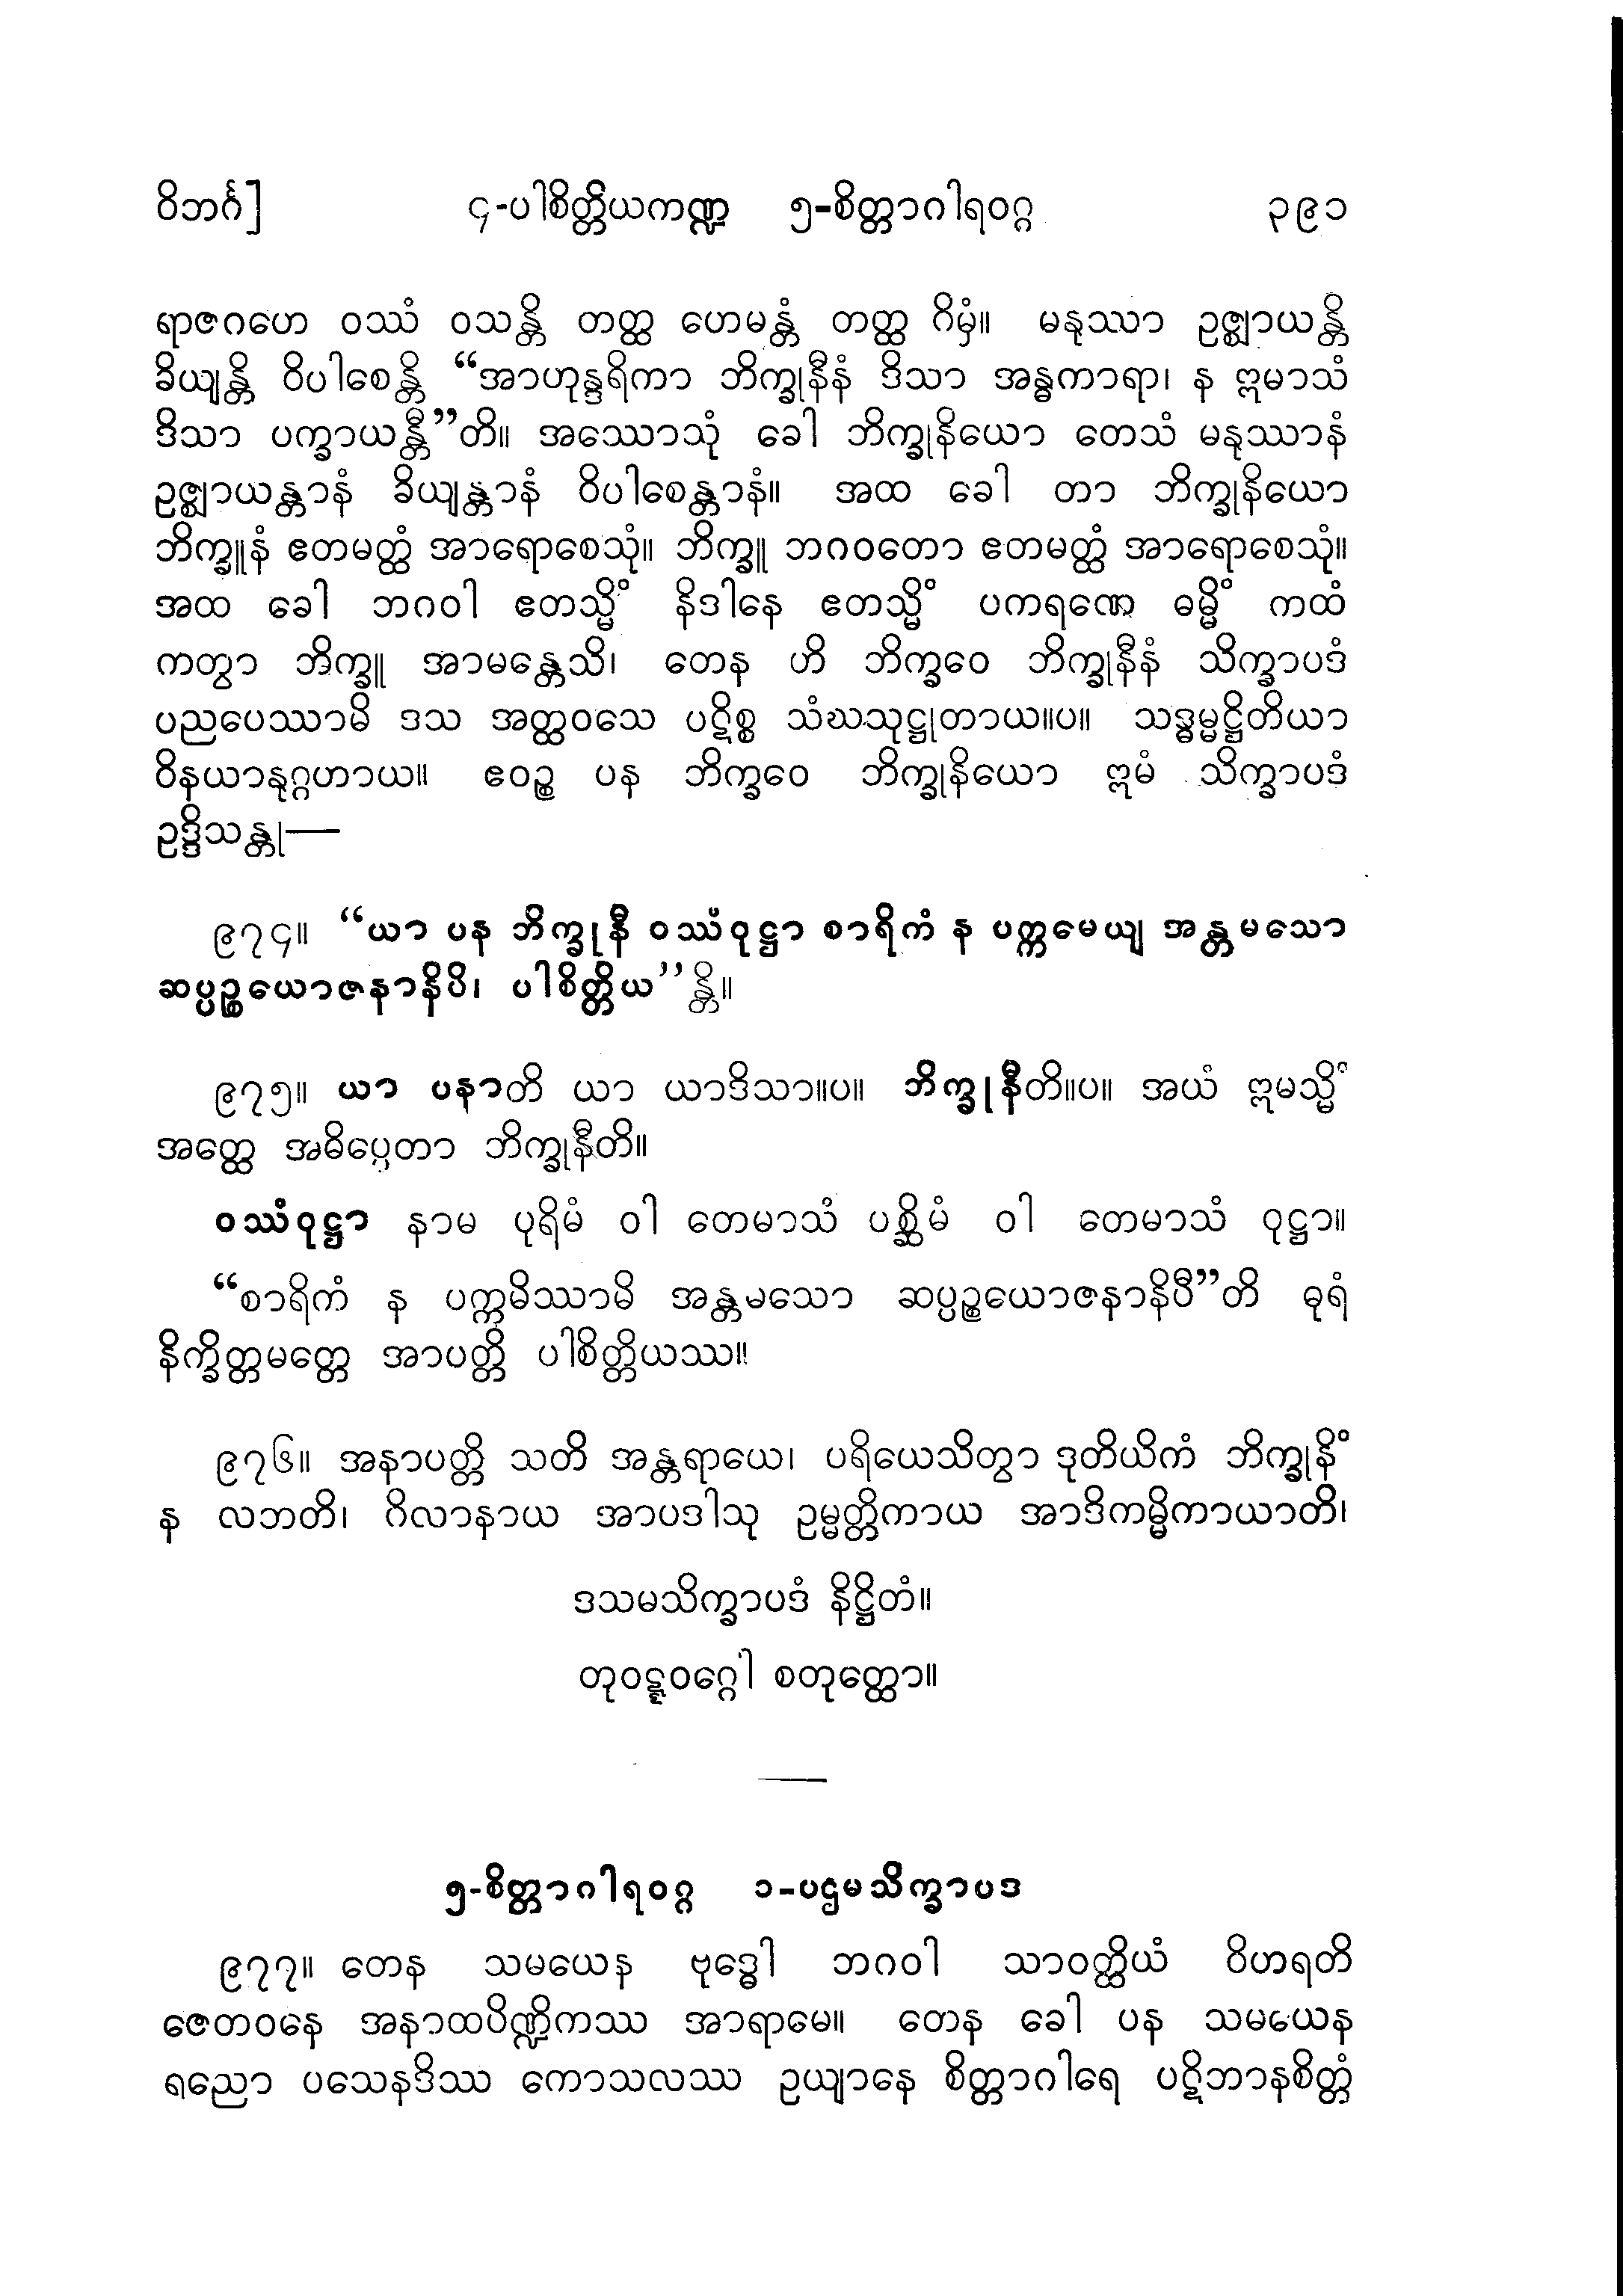 ဝိဘင်္ဂ] ၄-ပါစိတ္တိယကဏ္ဍ ၅-စိတ္တာဂါရဝဂ္ဂ ၃၉၁
ရာဇဂဟေ ဝဿံ ဝသန္တိ တတ္ထ ဟေမန္တံ တတ္ထ ဂိမှံ။ မနုဿာ ဥဇ္ဈာယန္တိ
ခိယျန္တိ ဝိပါစေန္တိ “အာဟုန္ဒရိကာ ဘိက္ခုနီနံ ဒိသာ အန္ဓကာရာ၊ န ဣမာသံ
ဒိသာ ပက္ခာယန္တီ”တိ။ အဿောသုံ ခေါ ဘိက္ခုနိယော တေသံ မနုဿာနံ
ဥဇ္ဈာယန္တာနံ ခိယျန္တာနံ ဝိပါစေန္တာနံ။ အထ ခေါ တာ ဘိက္ခုနိယော
ဘိက္ခူနံ ဧတမတ္ထံ အာရောစေသုံ။ ဘိက္ခူ ဘဂဝတော ဧတမတ္ထံ အာရောစေသုံ။
အထ ခေါ ဘဂဝါ ဧတသ္မိံ နိဒါနေ ဧတသ္မိံ ပကရဏေ ဓမ္မိံ ကထံ
ကတွာ ဘိက္ခူ အာမန္တေသိ၊ တေန ဟိ ဘိက္ခဝေ ဘိက္ခုနီနံ သိက္ခာပဒံ
ပညပေဿာမိ ဒသ အတ္ထဝသေ ပဋိစ္စ သံဃသုဋ္ဌုတာယ။ပ။ သဒ္ဓမ္မဋ္ဌိတိယာ
ဝိနယာနုဂ္ဂဟာယ။ ဧဝဉ္စ ပန ဘိက္ခဝေ ဘိက္ခုနိယော ဣမံ သိက္ခာပဒံ
ဥဒ္ဒိသန္တု—
၉၇၄။ “ယာ ပန ဘိက္ခုနီ ဝဿံဝုဋ္ဌာ စာရိကံ န ပက္ကမေယျ အန္တမသော
ဆပ္ပဉ္စယောဇနာနိပိ၊ ပါစိတ္တိယ”န္တိ။
၉၇၅။ ယာ ပနာတိ ယာ ယာဒိသာ။ပ။ ဘိက္ခုနီတိ။ပ။ အယံ ဣမသ္မိံ
အတ္ထေ အဓိပ္ပေတာ ဘိက္ခုနီတိ။
ဝဿံဝုဋ္ဌာ နာမ ပုရိမံ ဝါ တေမာသံ ပစ္ဆိမံ ဝါ တေမာသံ ဝုဋ္ဌာ။
“စာရိကံ န ပက္ကမိဿာမိ အန္တမသော ဆပ္ပဉ္စယောဇနာနိပီ”တိ ဓုရံ
နိက္ခိတ္တမတ္တေ အာပတ္တိ ပါစိတ္တိယဿ။
၉၇၆။ အနာပတ္တိ သတိ အန္တရာယေ၊ ပရိယေသိတွာ ဒုတိယိကံ ဘိက္ခုနိံ
န လဘတိ၊ ဂိလာနာယ အာပဒါသု ဥမ္မတ္တိကာယ အာဒိကမ္မိကာယာတိ၊
ဒသမသိက္ခာပဒံ နိဋ္ဌိတံ။
တုဝဋ္ဋဝဂ္ဂေါ စတုတ္ထော။
၅-စိတ္တာဂါရဝဂ္ဂ ၁-ပဌမသိက္ခာပဒ
၉၇၇။ တေန သမယေန ဗုဒ္ဓေါ ဘဂဝါ သာဝတ္ထိယံ ဝိဟရတိ
ဇေတဝနေ အနာထပိဏ္ဍိကဿ အာရာမေ။ တေန ခေါ ပန သမယေန
ရညော ပသေနဒိဿ ကောသလဿ ဥယျာနေ စိတ္တာဂါရေ ပဋိဘာနစိတ္တံ